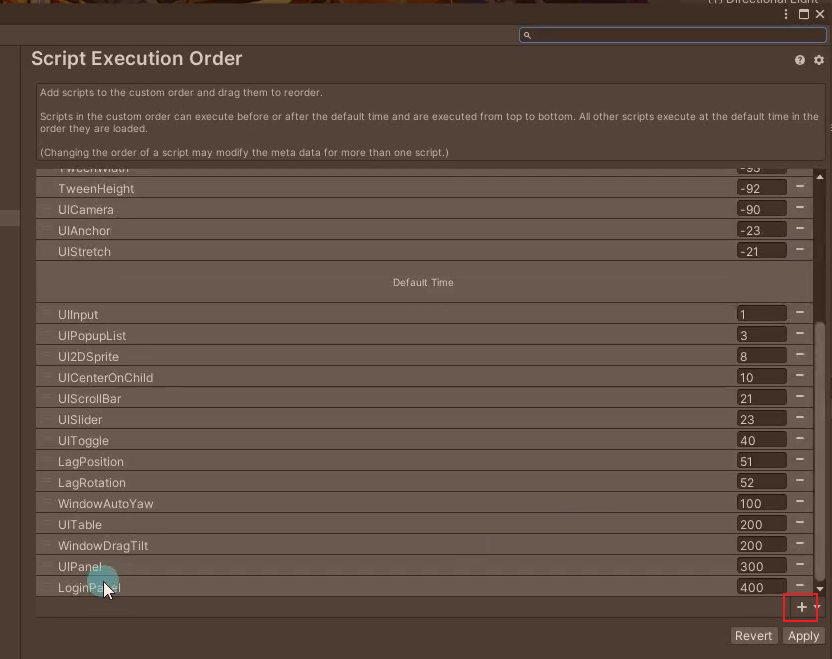 (1) Directional Light
Script Execution Order
Add scripts to the custom order and drag them to reorder.
Scripts in the custom order can execute before or after the default time and are executed from top to bottom. All other scripts execute at the default time in the
order they are loaded.
(Changing the order of a script may modify the meta data for more than one script.)
TweenWidth -93
TweenHeight -92
UICamera -90
UIAnchor -23
UIStretch -21
Default Time
UIInput 1
UIPopupList 3
UI2DSprite 8
UICenterOnChild 10
UIScrollBar 21
UISlider 23
UIToggle 40
LagPosition 51
LagRotation 52
WindowAutoYaw 100
UITable 200
WindowDragTilt 200
UIPanel 300
LoginPanel 400
Revert Apply